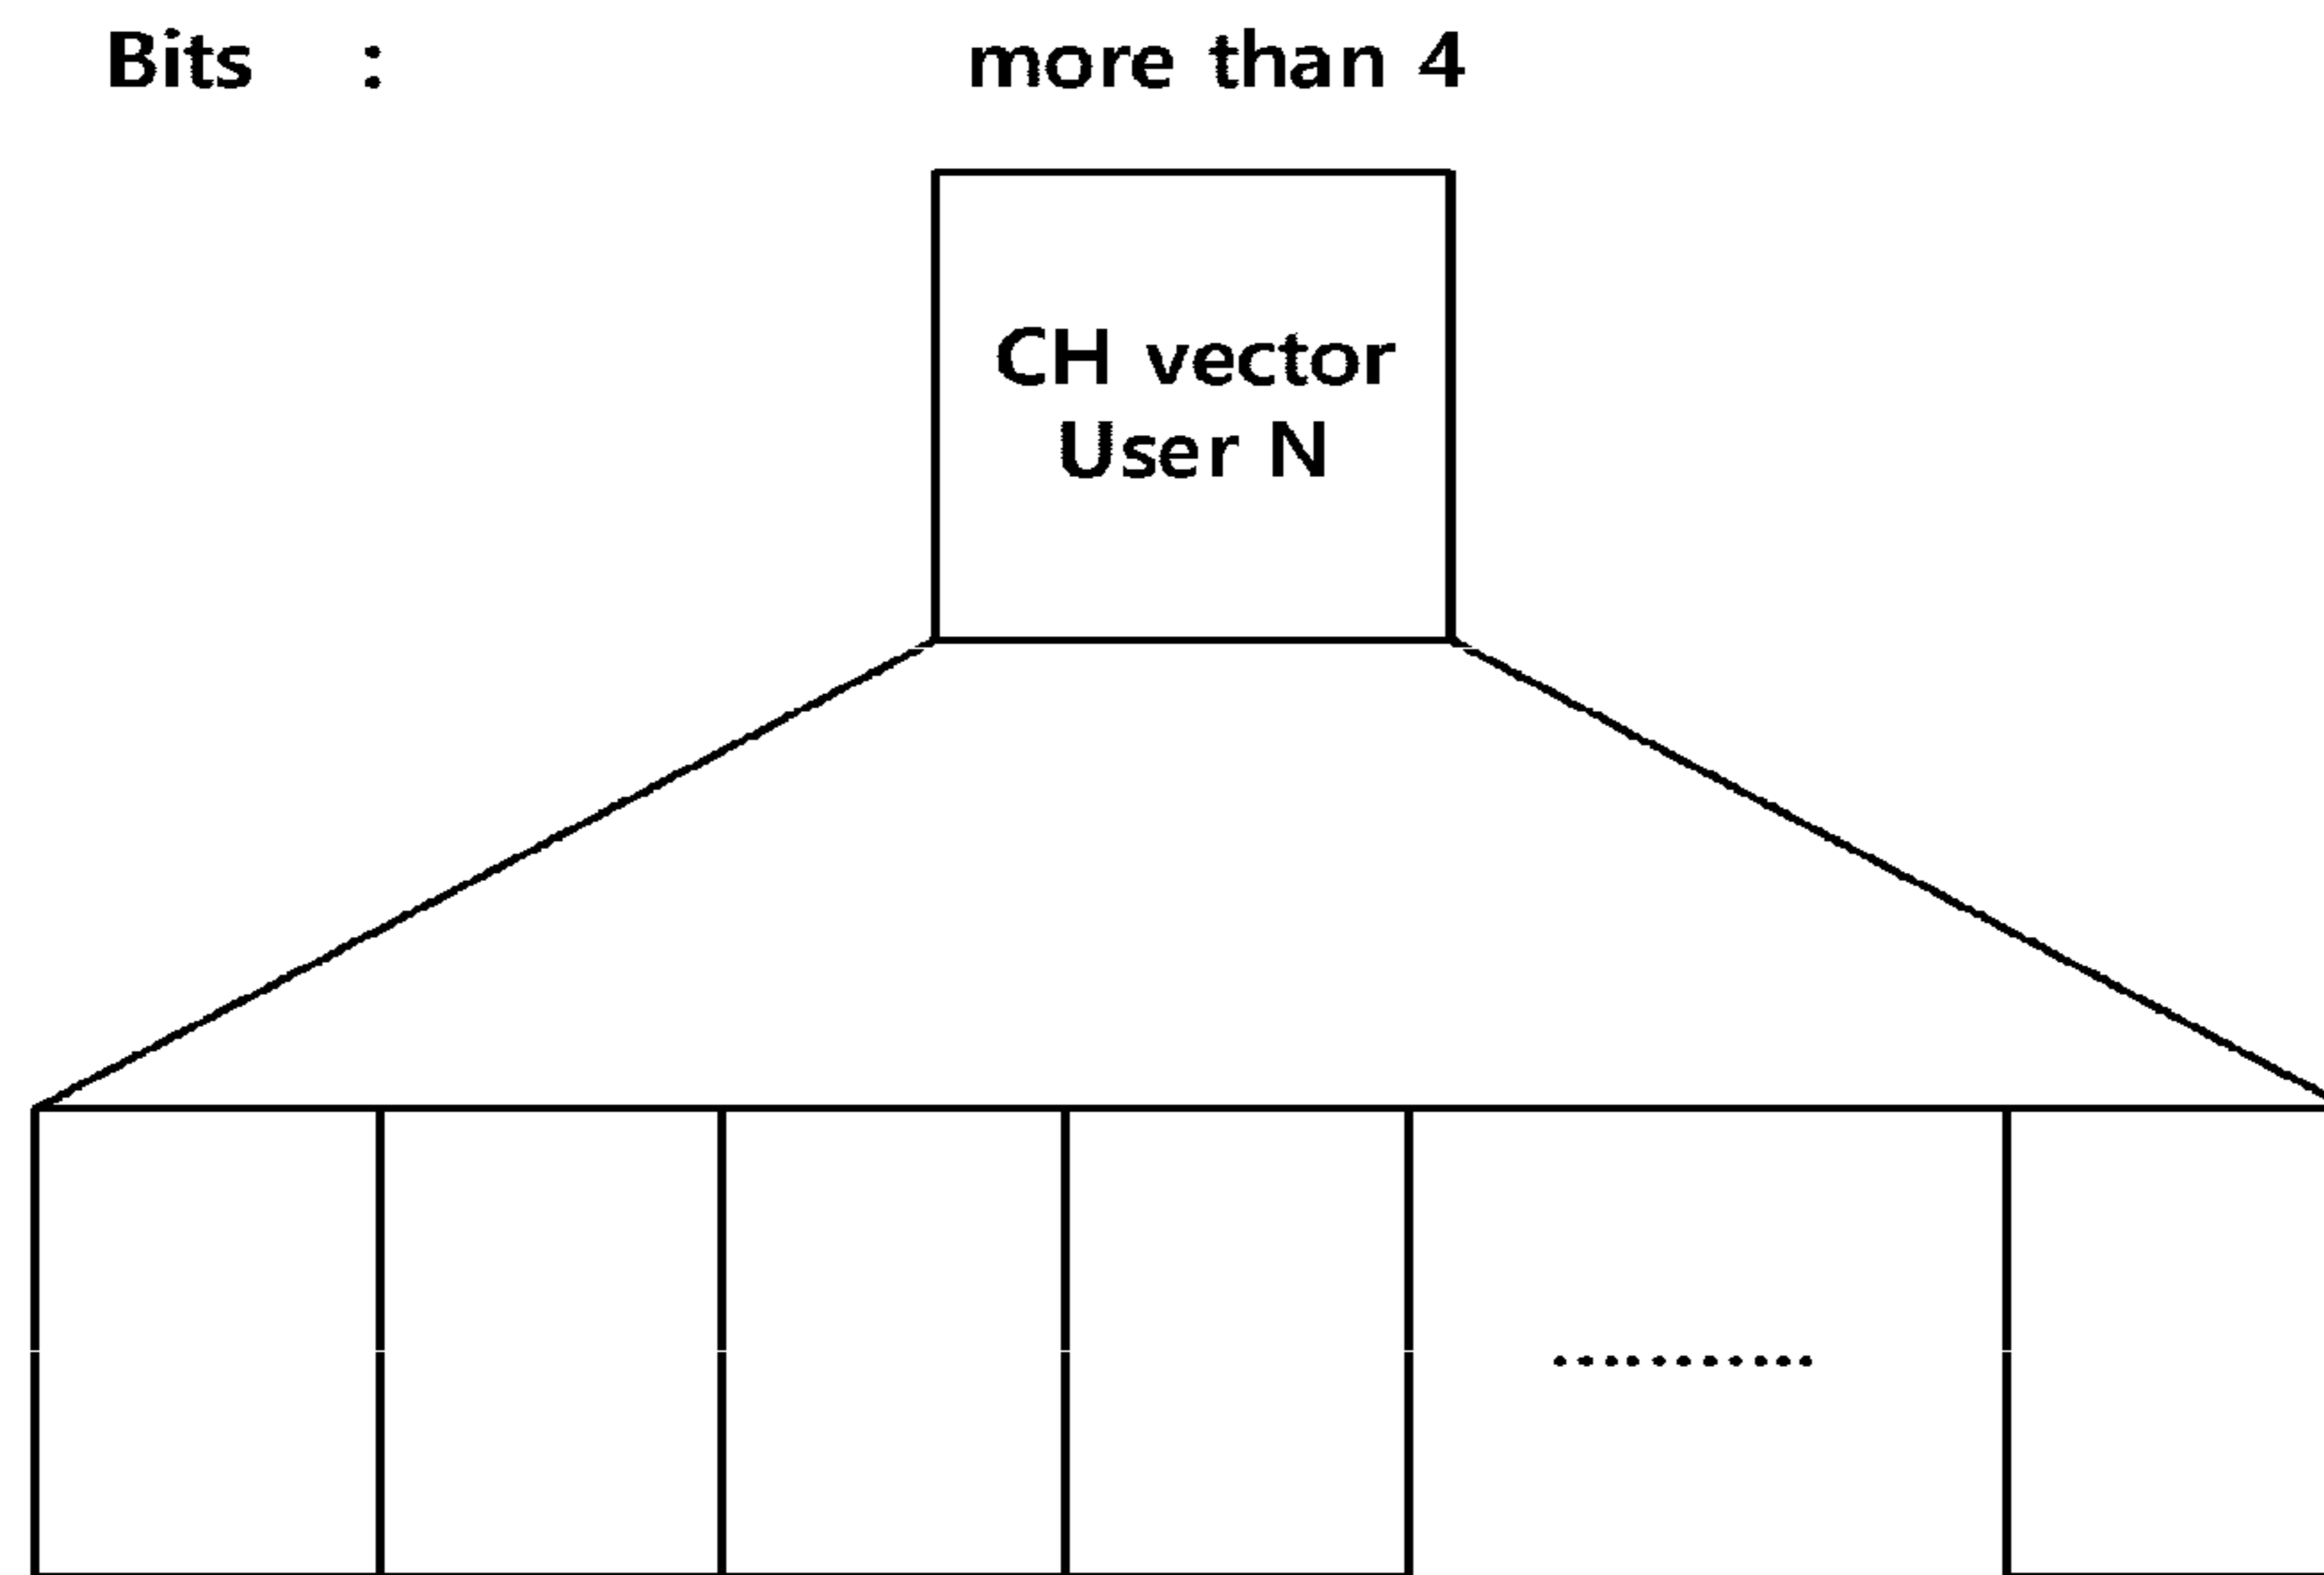 Bits : more than 4
CH vector
User N
...........